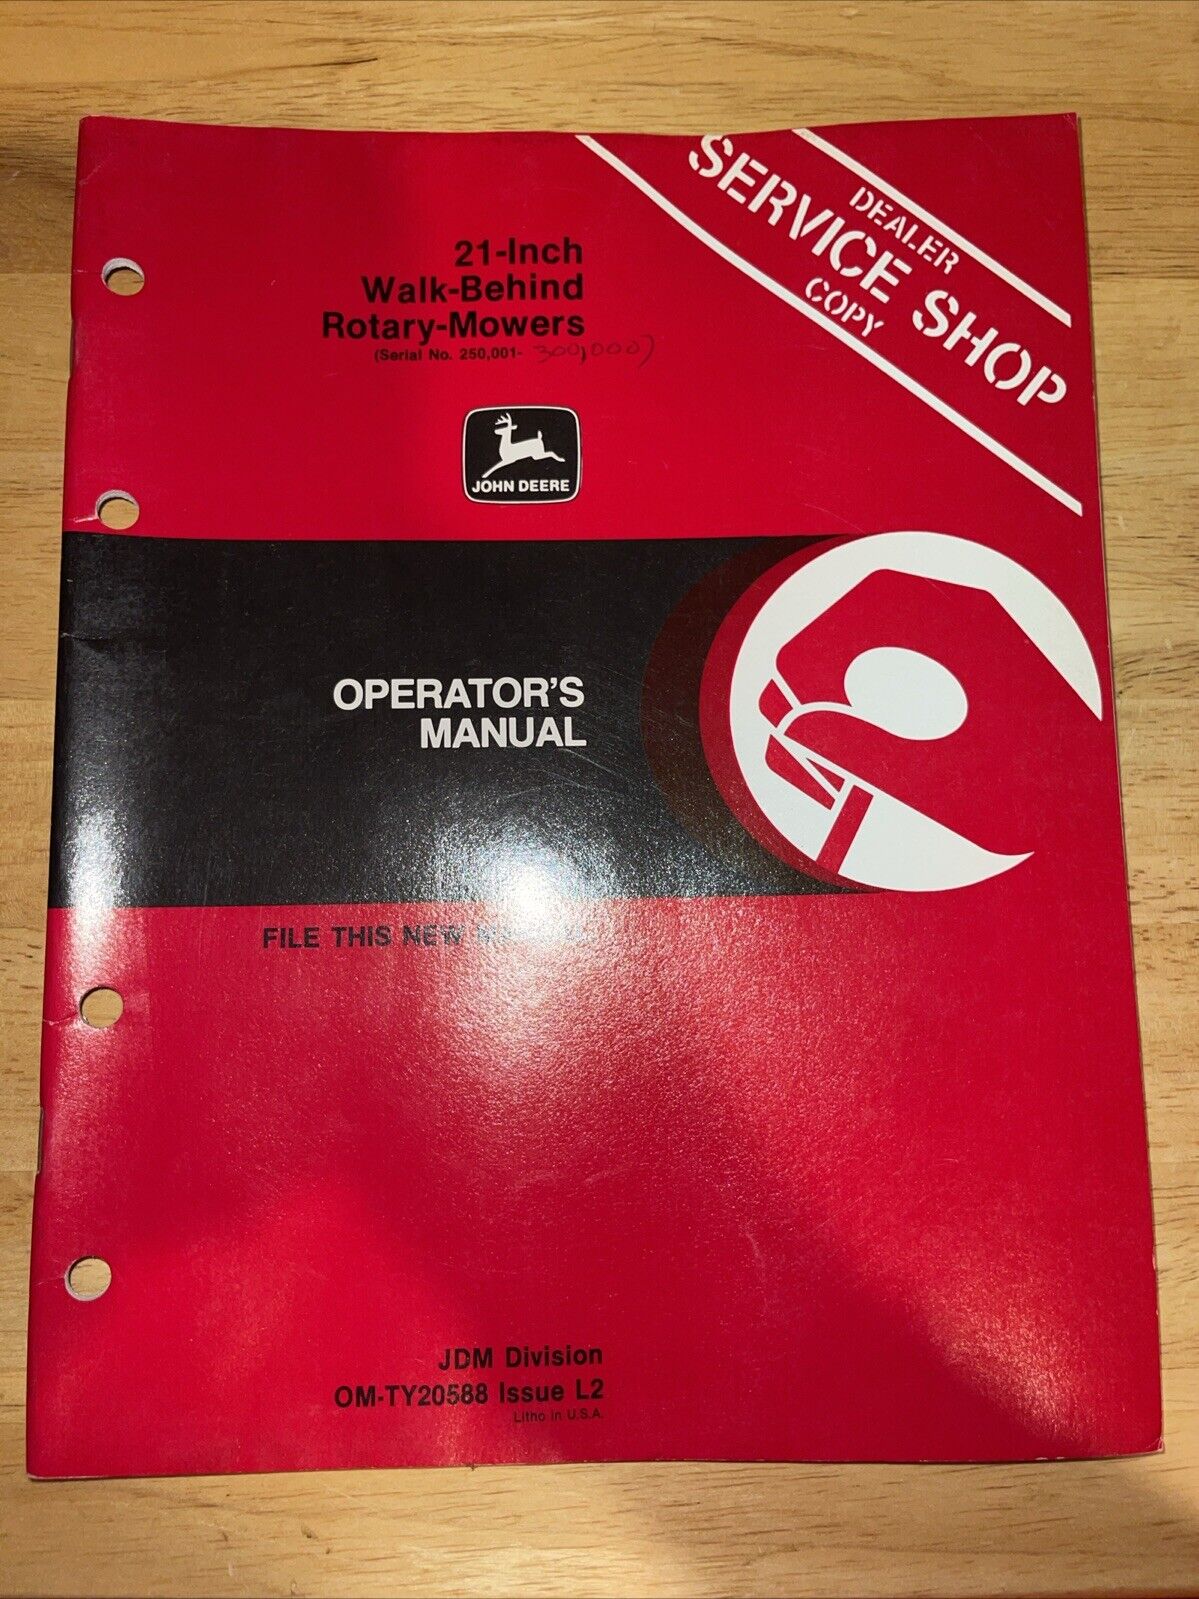 DEALER
SERVICE SHOP
COPY
21-Inch
Walk-Behind
Rotary-Mowers
(Serial No. 250,001- 300,000)
JOHN DEERE
OPERATOR'S
MANUAL
FILE THIS NEW
JDM Division
OM-TY20588 Issue L2
Litho in U.S.A.